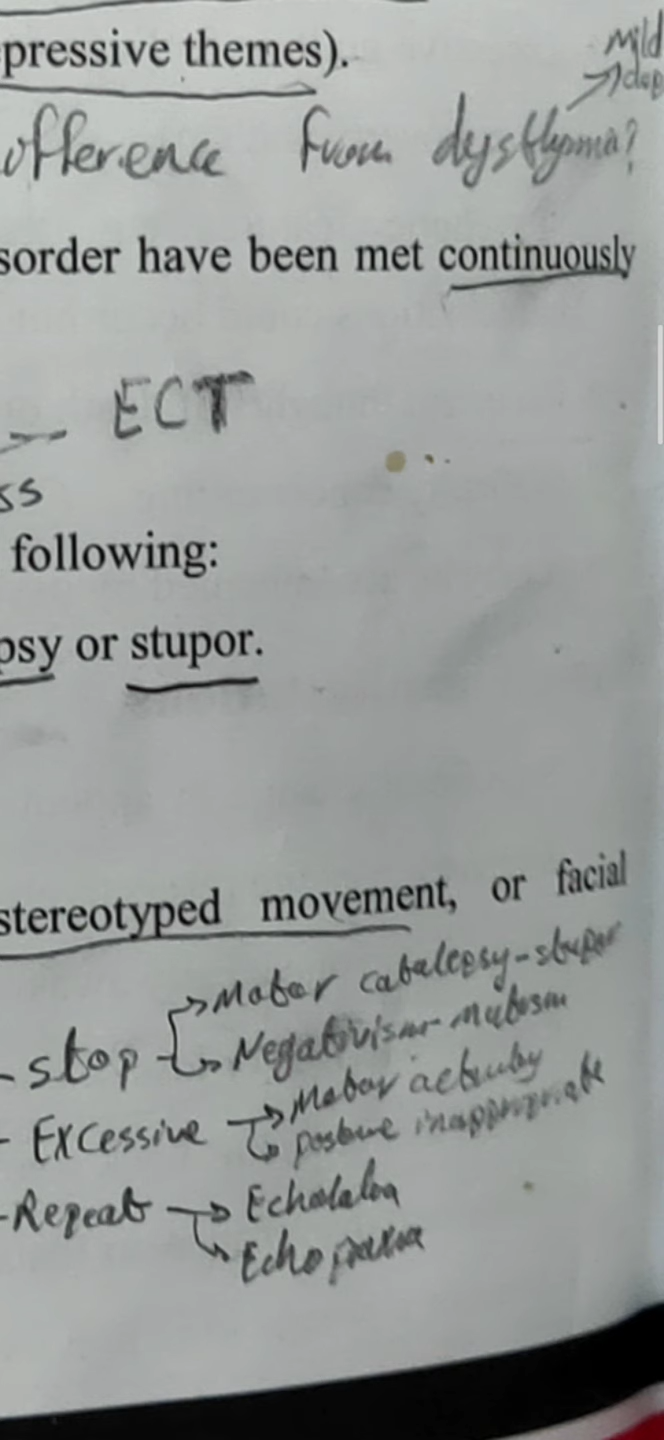 pressive themes).
Mild
dep
fference from dysthymia?
sorder have been met continuously
ECT
ss
following:
psy or stupor.
stereotyped movement, or facial
Motor catalepsy-stupor
- stop
Negativism-mutism
Motor activity
- Excessive
posture inappropriate
- Repeat
Echolalia
Echopraxia